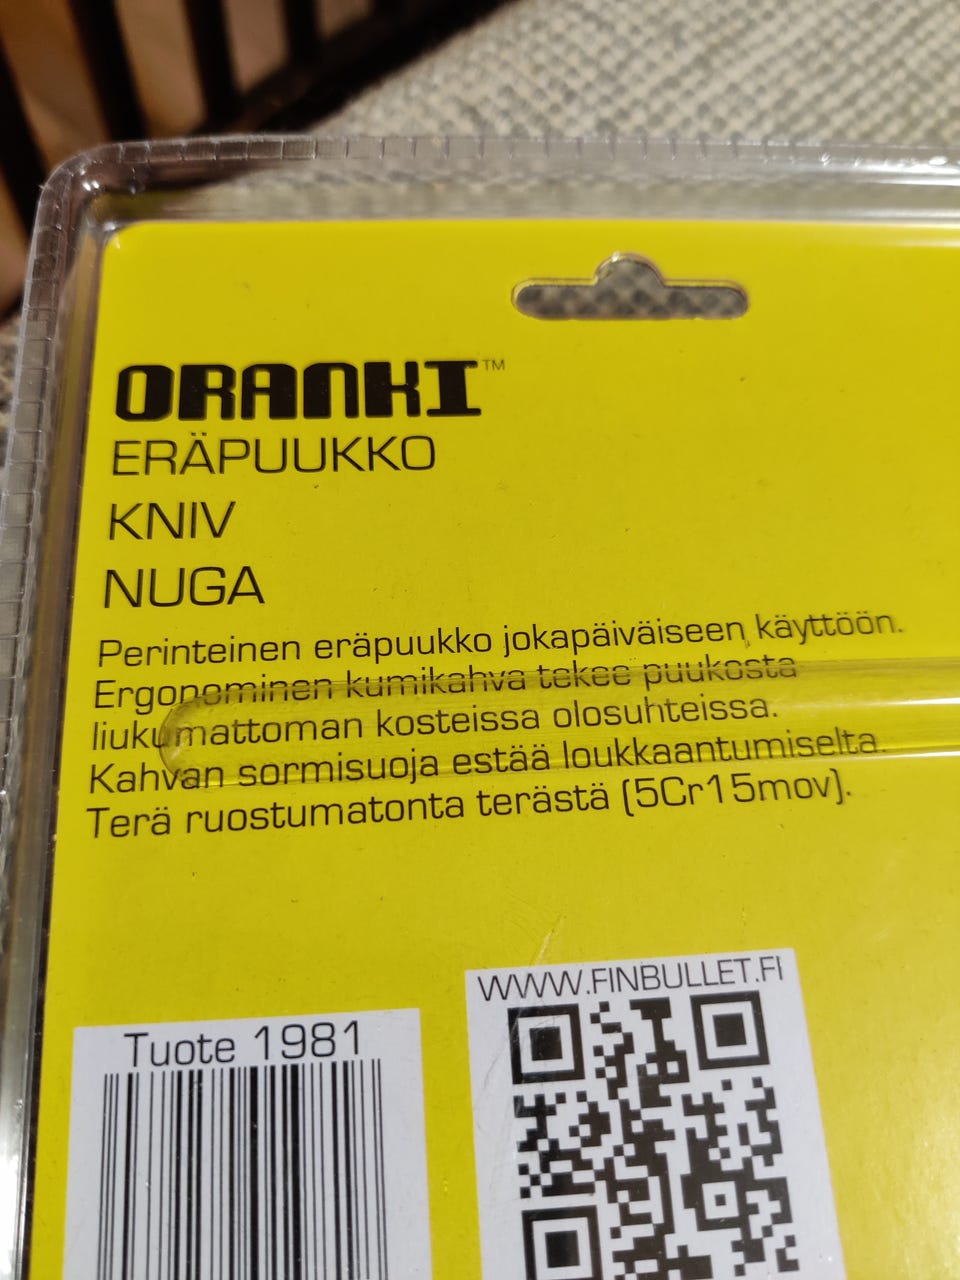 ORANKI™
ERÄPUUKKO
KNIV
NUGA
Perinteinen eräpuukko jokapäiväiseen käyttöön.
Ergonominen kumikahva tekee puukosta
liukumattoman kosteissa olosuhteissa.
Kahvan sormisuoja estää loukkaantumiselta.
Terä ruostumatonta terästä (5Cr15mov).
WWW.FINBULLET.FI
Tuote 1981